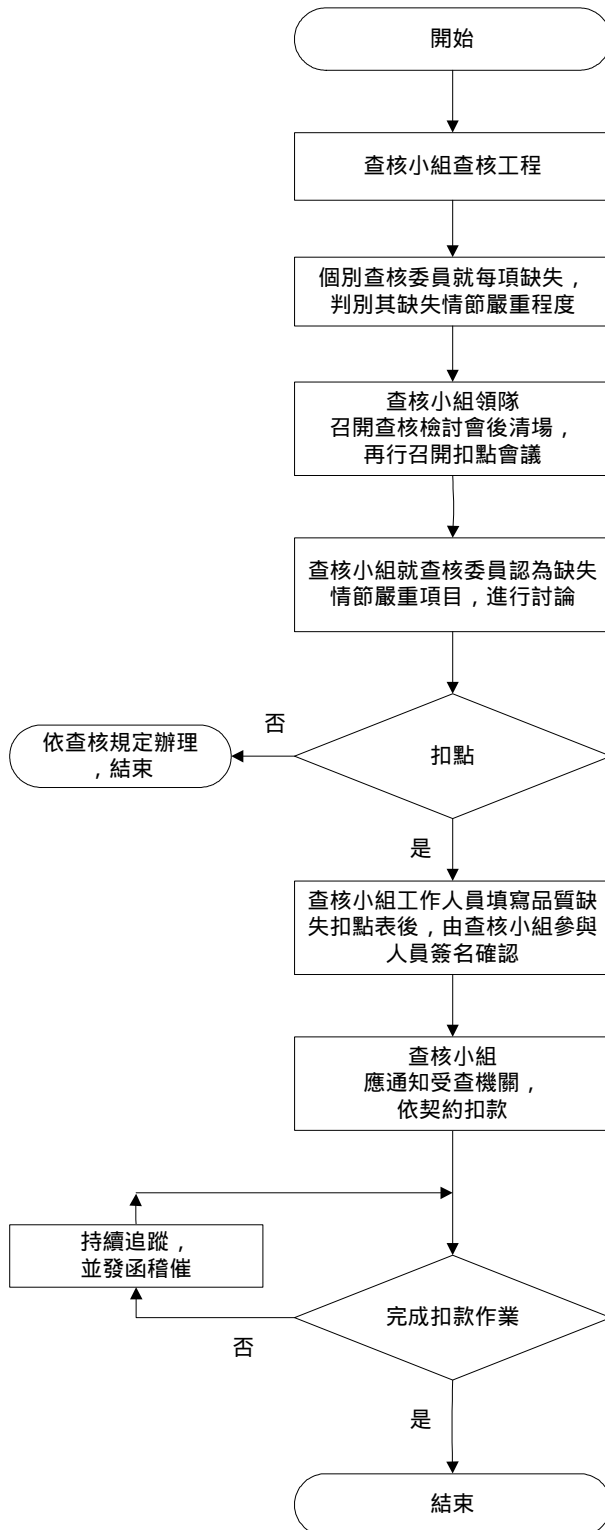 開始
查核小組查核工程
個別查核委員就每項缺失，
判別其缺失情節嚴重程度
查核小組領隊
召開查核檢討會後清場，
再行召開扣點會議
查核小組就查核委員認為缺失
情節嚴重項目，進行討論
否
依查核規定辦理
，結束
扣點
是
查核小組工作人員填寫品質缺
失扣點表後，由查核小組參與
人員簽名確認
查核小組
應通知受查機關，
依契約扣款
持續追蹤，
並發函稽催
完成扣款作業
否
是
結束